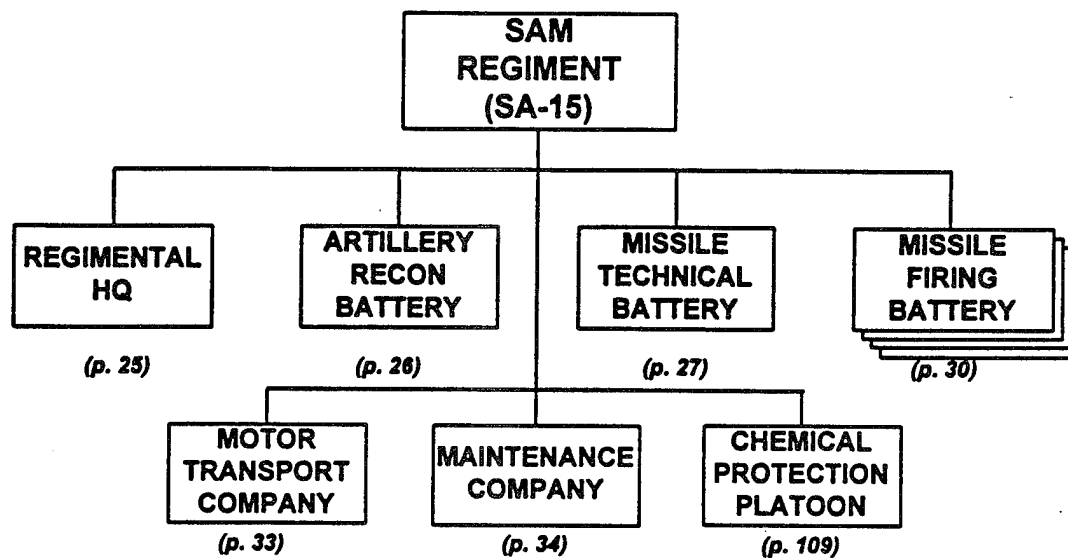 SAM
REGIMENT
(SA-15)
REGIMENTAL
HQ
(p. 25)
ARTILLERY
RECON
BATTERY
(p. 26)
MISSILE
TECHNICAL
BATTERY
(p. 27)
MISSILE
FIRING
BATTERY
(p. 30)
MOTOR
TRANSPORT
COMPANY
(p. 33)
MAINTENANCE
COMPANY
(p. 34)
CHEMICAL
PROTECTION
PLATOON
(p. 109)